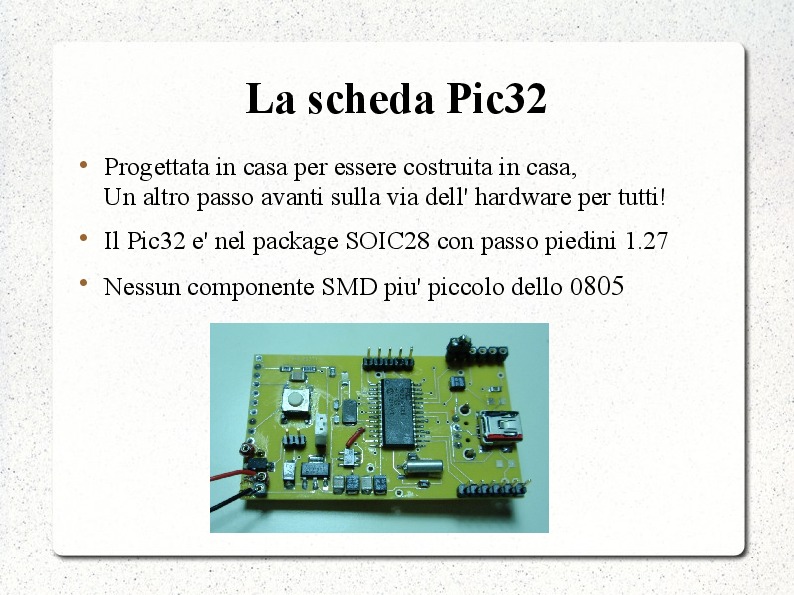 La scheda Pic32
Progettata in casa per essere costruita in casa,
Un altro passo avanti sulla via dell' hardware per tutti!
Il Pic32 e' nel package SOIC28 con passo piedini 1.27
Nessun componente SMD piu' piccolo dello 0805